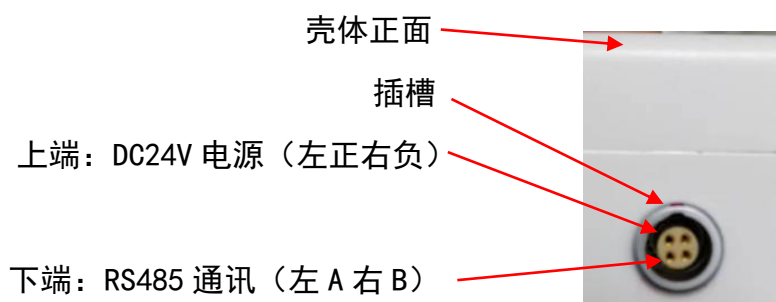 壳体正面
插槽
上端：DC24V 电源（左正右负）
下端：RS485 通讯（左 A 右 B）